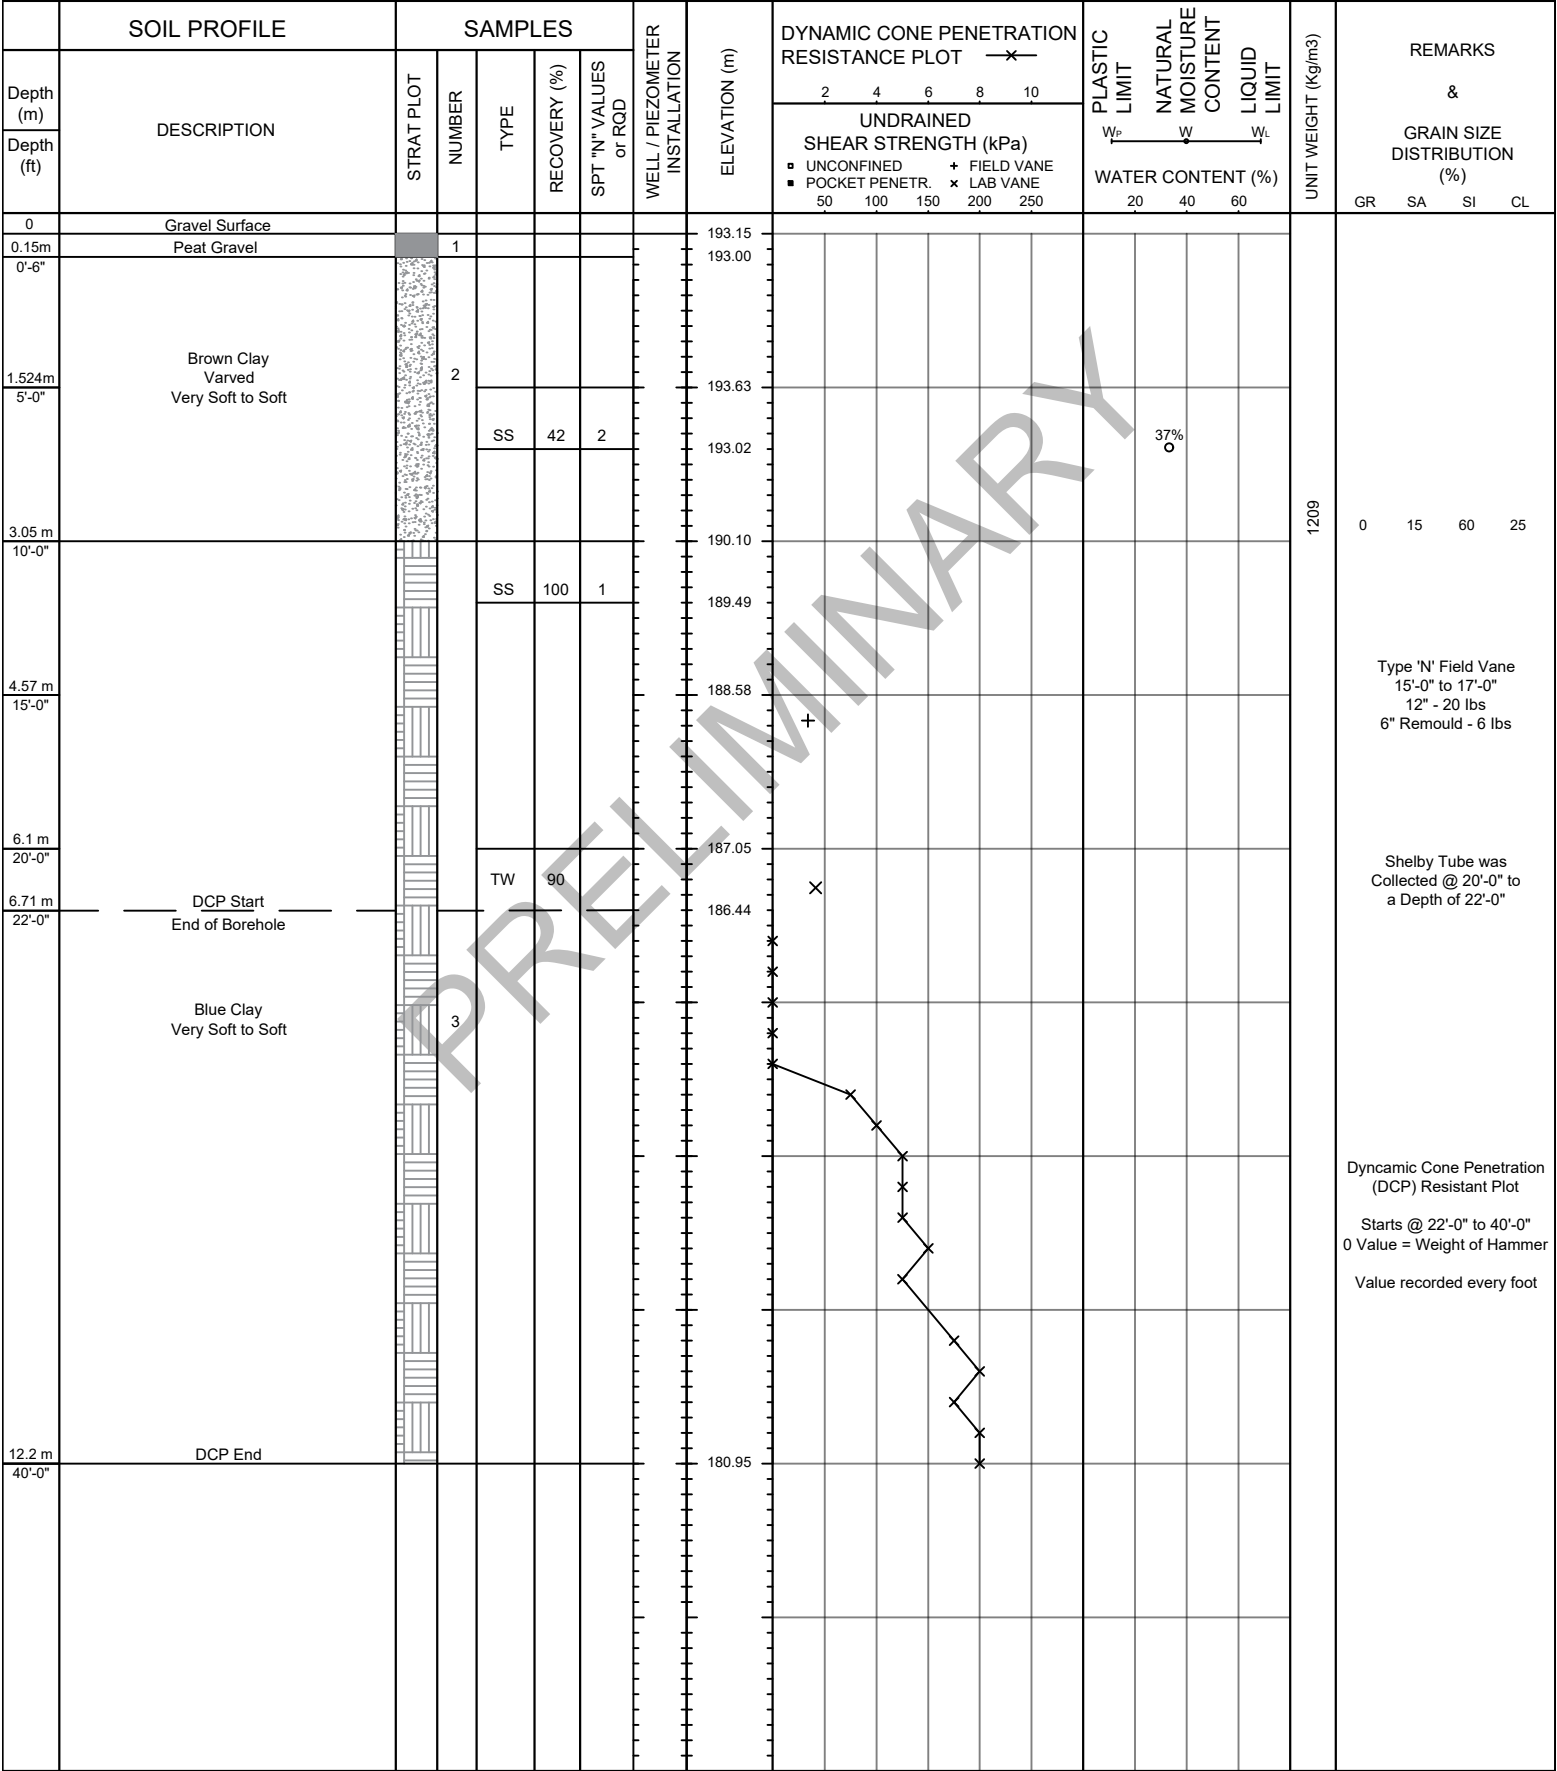 SOIL PROFILE
SAMPLES
Depth
(m)
Depth
(ft)
DESCRIPTION
STRAT PLOT
NUMBER
TYPE
RECOVERY (%)
SPT "N" VALUES
or RQD
WELL / PIEZOMETER
INSTALLATION
ELEVATION (m)
DYNAMIC CONE PENETRATION
RESISTANCE PLOT
2 4 6 8 10
UNDRAINED
SHEAR STRENGTH (kPa)
UNCONFINED + FIELD VANE
POCKET PENETR. x LAB VANE
50 100 150 200 250
PLASTIC
LIMIT
NATURAL
MOISTURE
CONTENT
LIQUID
LIMIT
WP W WL
WATER CONTENT (%)
20 40 60
UNIT WEIGHT (Kg/m3)
REMARKS
&
GRAIN SIZE
DISTRIBUTION
(%)
GR SA SI CL
0 Gravel Surface
193.15
0.15m Peat Gravel 1
193.00
0'-6"
Brown Clay
Varved
Very Soft to Soft
2
1.524m
5'-0"
193.63
SS 42 2
193.02
37%
1209
0 15 60 25
3.05 m
10'-0"
190.10
SS 100 1
189.49
Type 'N' Field Vane
15'-0" to 17'-0"
12" - 20 lbs
6" Remould - 6 lbs
4.57 m
15'-0"
188.58
6.1 m
20'-0"
187.05
TW 90
Shelby Tube was
Collected @ 20'-0" to
a Depth of 22'-0"
DCP Start
6.71 m
22'-0"
186.44
End of Borehole
Blue Clay
Very Soft to Soft
3
Dyncamic Cone Penetration
(DCP) Resistant Plot
Starts @ 22'-0" to 40'-0"
0 Value = Weight of Hammer
Value recorded every foot
DCP End
12.2 m
40'-0"
180.95
PRELIMINARY